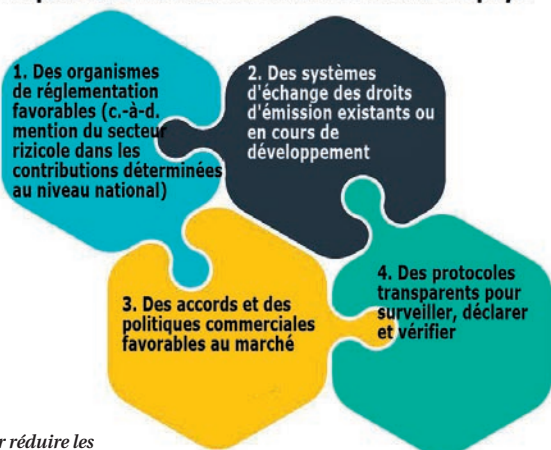 1. Des organismes
de réglementation
favorables (c.-à-d.
mention du secteur
rizicole dans les
contributions déterminées
au niveau national)
2. Des systèmes
d'échange des droits
d'émission existants ou
en cours de
développement
3. Des accords et des
politiques commerciales
favorables au marché
4. Des protocoles
transparents pour
surveiller, déclarer
et vérifier
réduire les